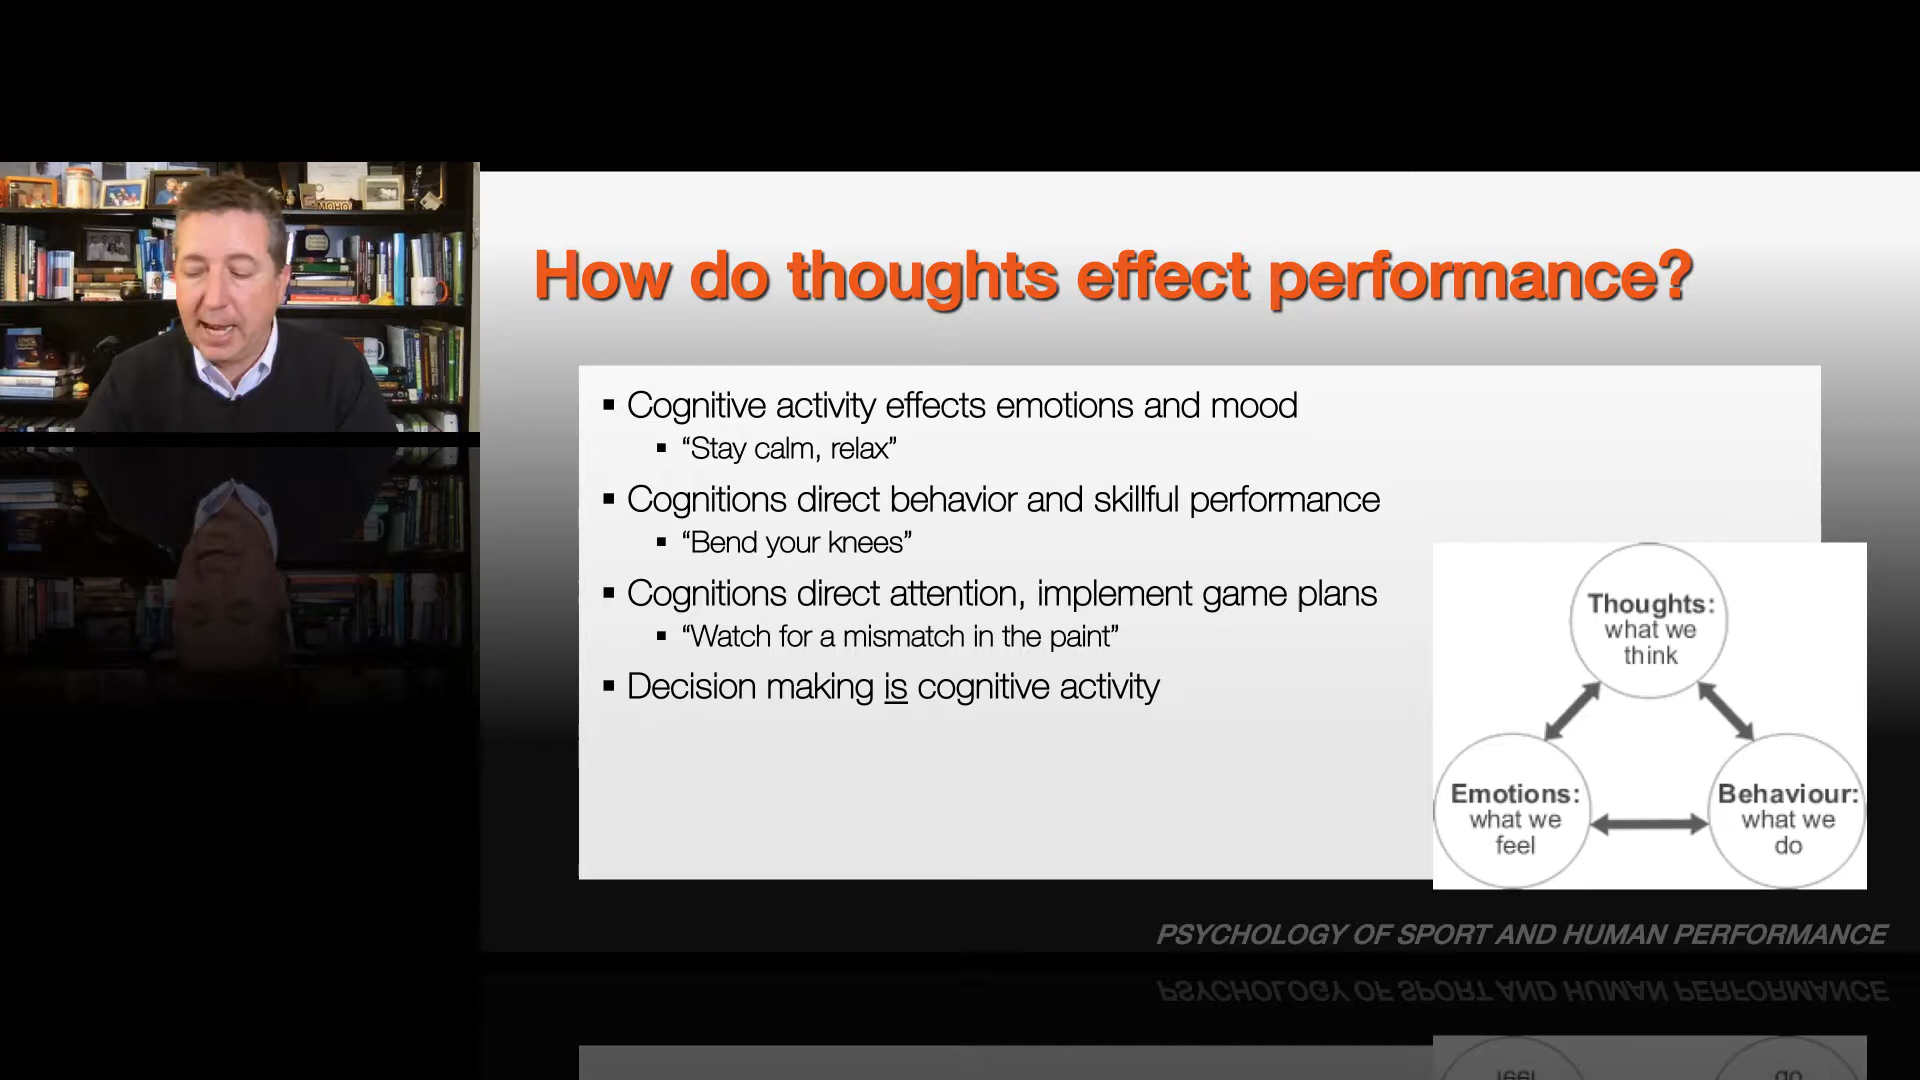 How do thoughts effect performance?
▪ Cognitive activity effects emotions and mood
▪ “Stay calm, relax”
▪ Cognitions direct behavior and skillful performance
▪ “Bend your knees”
▪ Cognitions direct attention, implement game plans
▪ “Watch for a mismatch in the paint”
▪ Decision making is cognitive activity
Thoughts:
what we
think
Emotions:
what we
feel
Behaviour:
what we
do
PSYCHOLOGY OF SPORT AND HUMAN PERFORMANCE